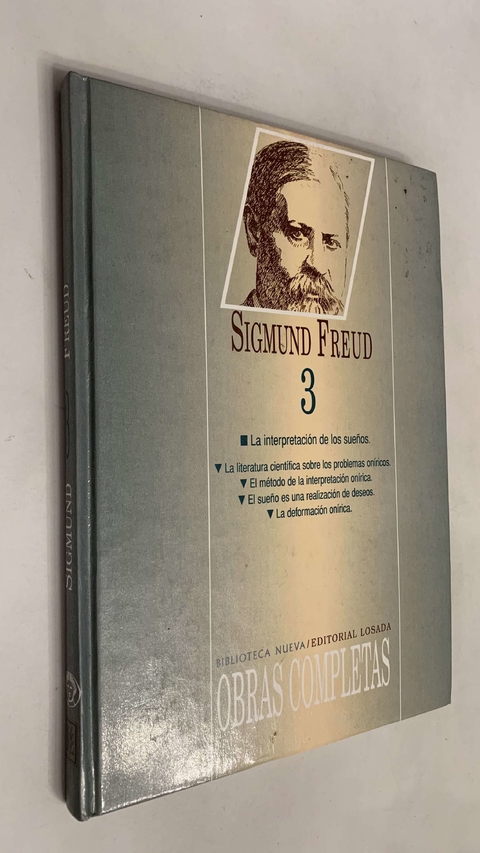 SIGMUND FREUD
3
■ La interpretación de los sueños.
▼ La literatura científica sobre los problemas oníricos.
▼ El método de la interpretación onírica.
▼ El sueño es una realización de deseos.
▼ La deformación onírica.
BIBLIOTECA NUEVA/EDITORIAL LOSADA
OBRAS COMPLETAS
SIGMUND FREUD